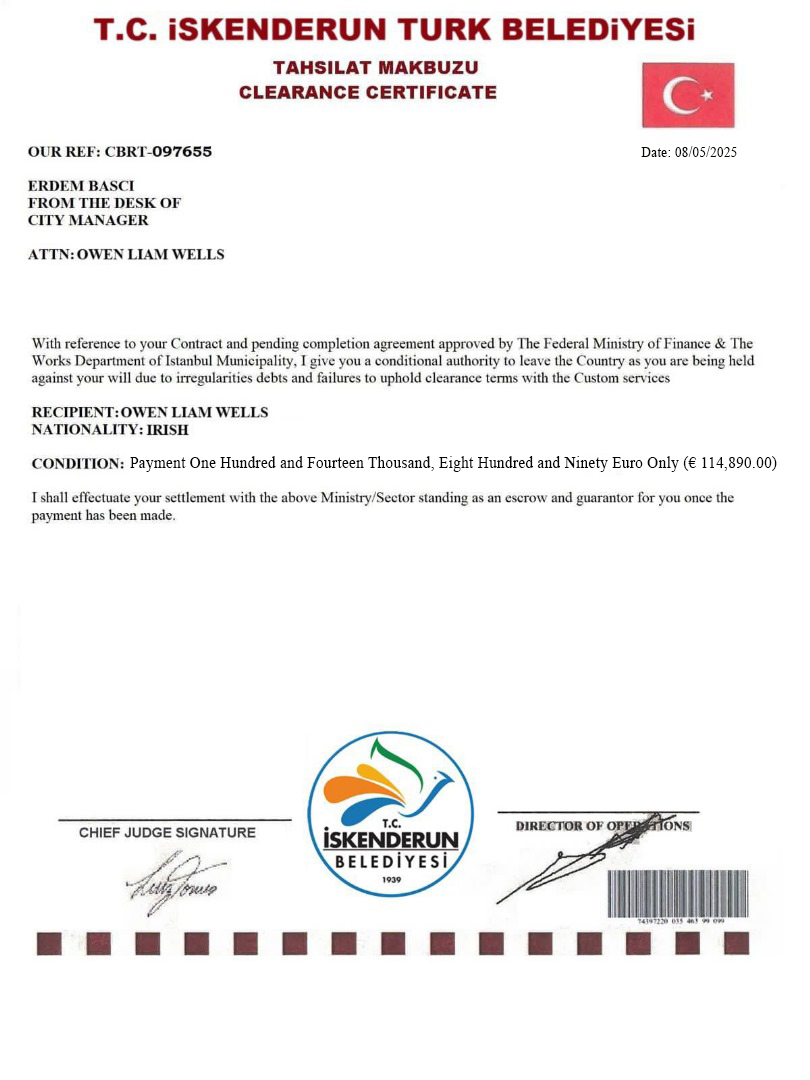 T.C. iSKENDERUN TURK BELEDiYESi
TAHSILAT MAKBUZU
CLEARANCE CERTIFICATE
OUR REF: CBRT-097655
Date: 08/05/2025
ERDEM BASCI
FROM THE DESK OF
CITY MANAGER
ATTN: OWEN LIAM WELLS
With reference to your Contract and pending completion agreement approved by The Federal Ministry of Finance & The
Works Department of Istanbul Municipality, I give you a conditional authority to leave the Country as you are being held
against your will due to irregularities debts and failures to uphold clearance terms with the Custom services
RECIPIENT: OWEN LIAM WELLS
NATIONALITY: IRISH
CONDITION: Payment One Hundred and Fourteen Thousand, Eight Hundred and Ninety Euro Only (€ 114,890.00)
I shall effectuate your settlement with the above Ministry/Sector standing as an escrow and guarantor for you once the
payment has been made.
CHIEF JUDGE SIGNATURE
T.C.
İSKENDERUN
BELEDİYESİ
1939
DIRECTOR OF OPERATIONS
74397220 035 463 99 099